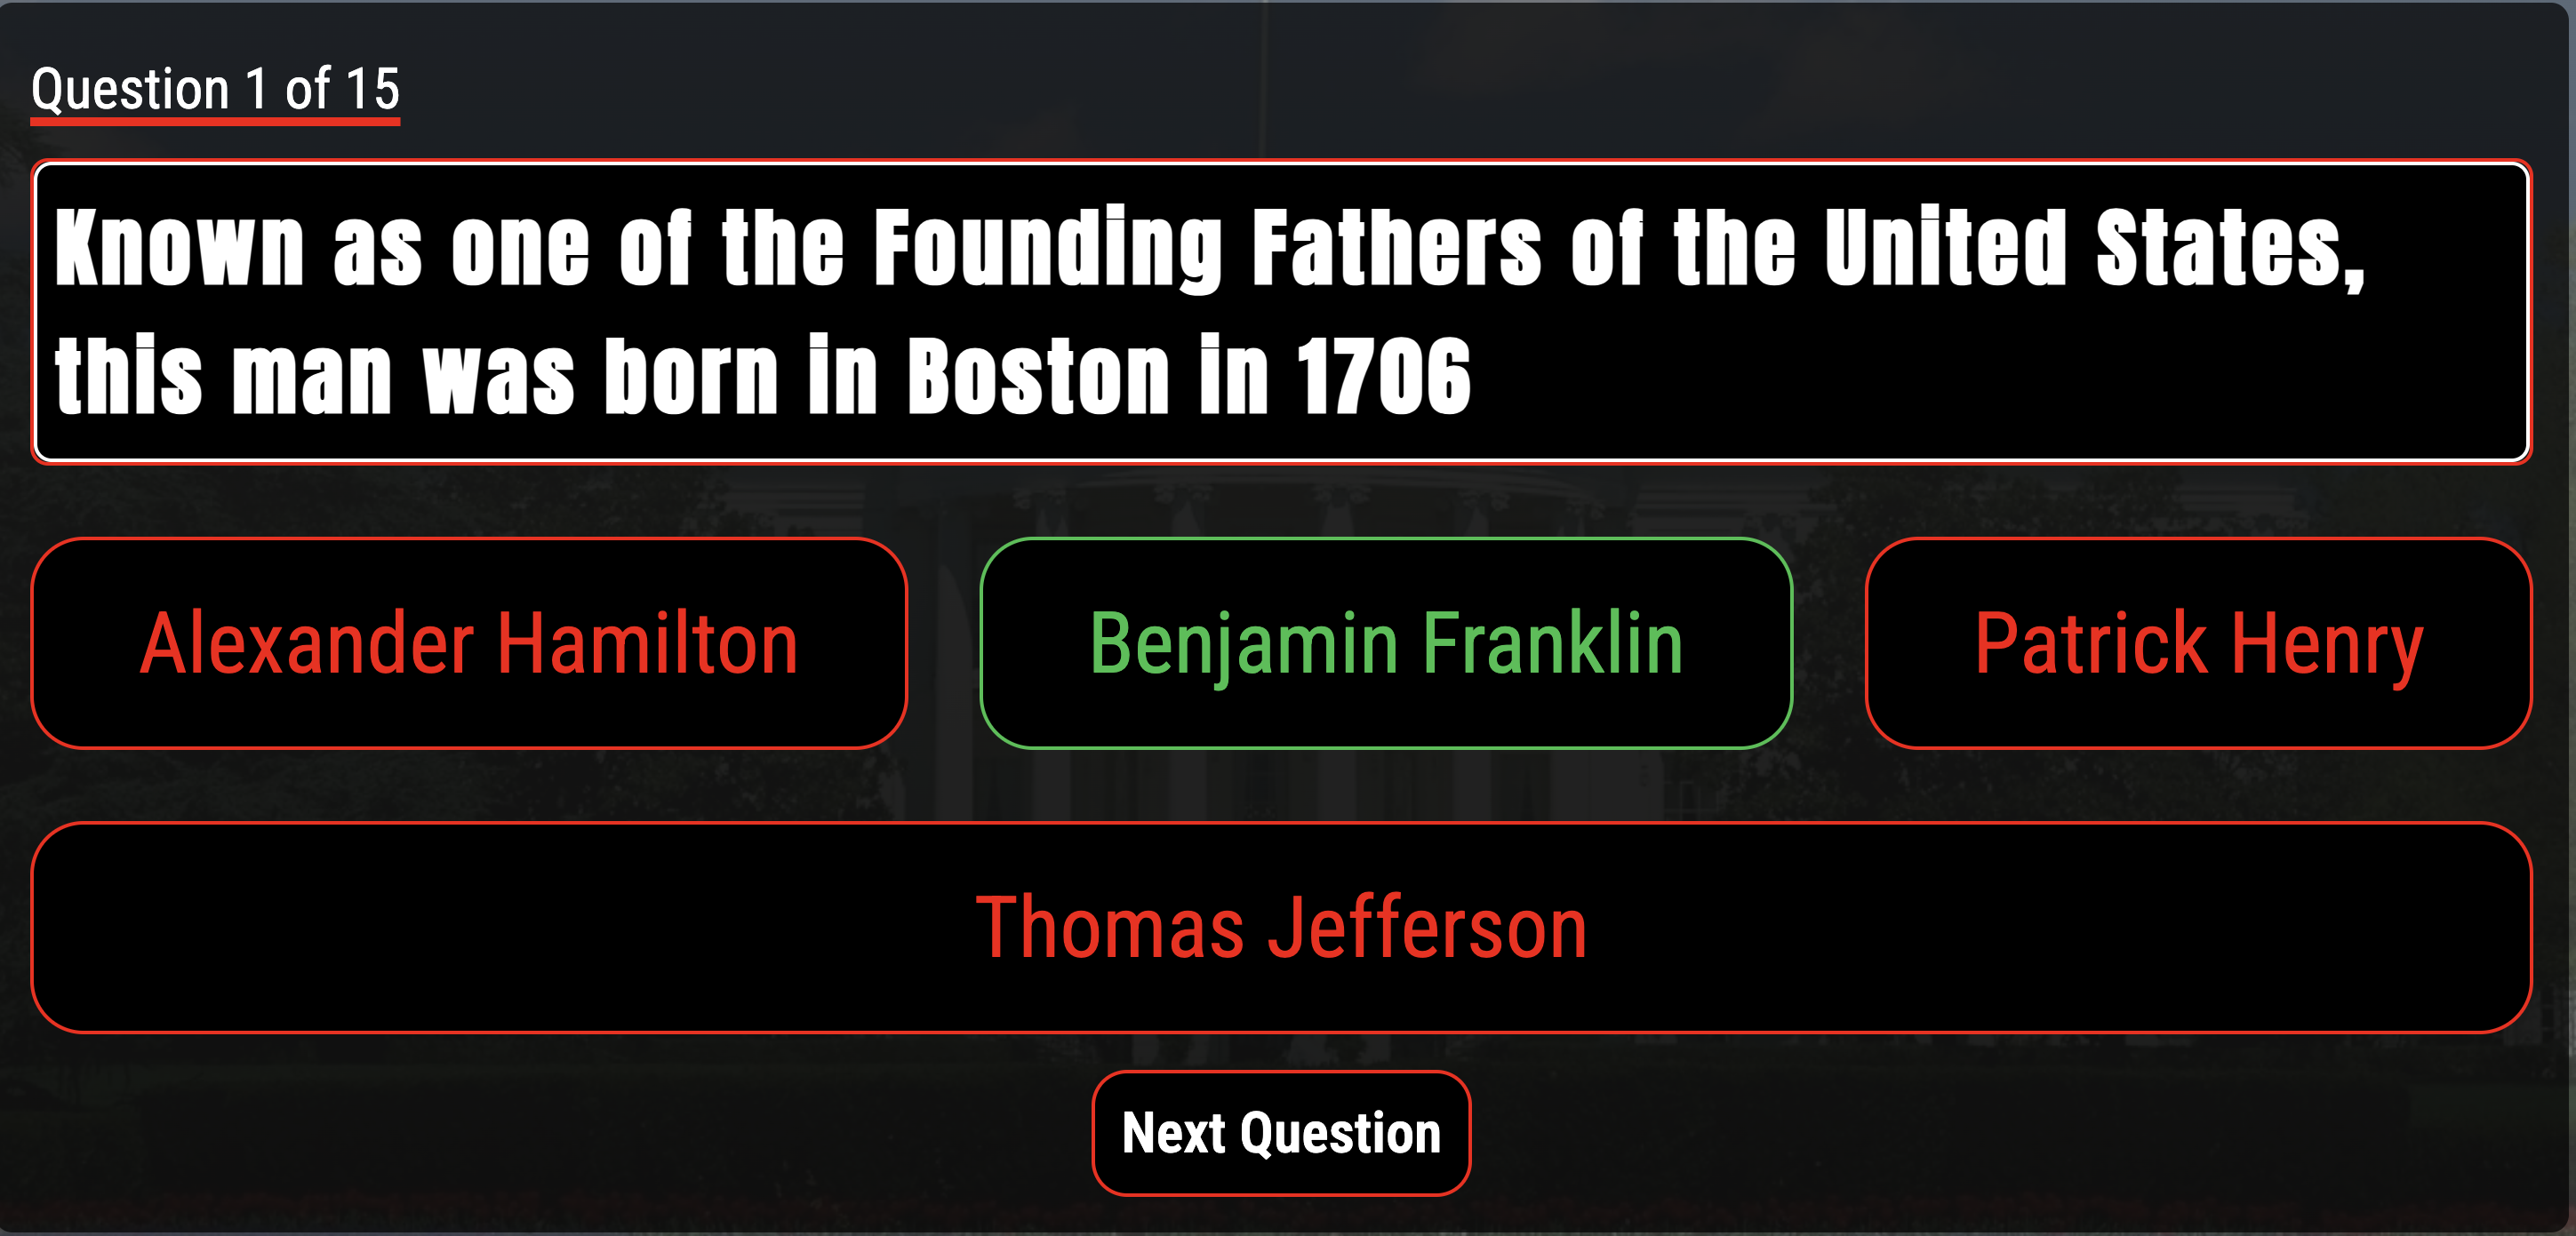 Question 1 of 15
Known as one of the Founding Fathers of the United States,
this man was born in Boston in 1706
Alexander Hamilton
Benjamin Franklin
Patrick Henry
Thomas Jefferson
Next Question